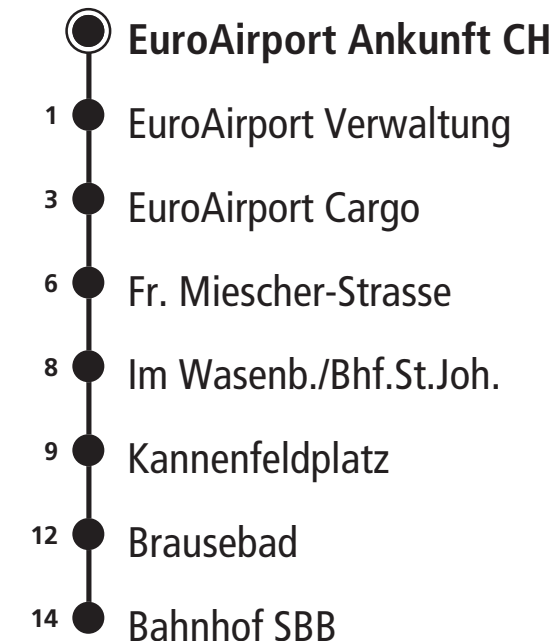 EuroAirport Ankunft CH
1 EuroAirport Verwaltung
3 EuroAirport Cargo
6 Fr. Miescher-Strasse
8 Im Wasenb./Bhf.St.Joh.
9 Kannenfeldplatz
12 Brausebad
14 Bahnhof SBB